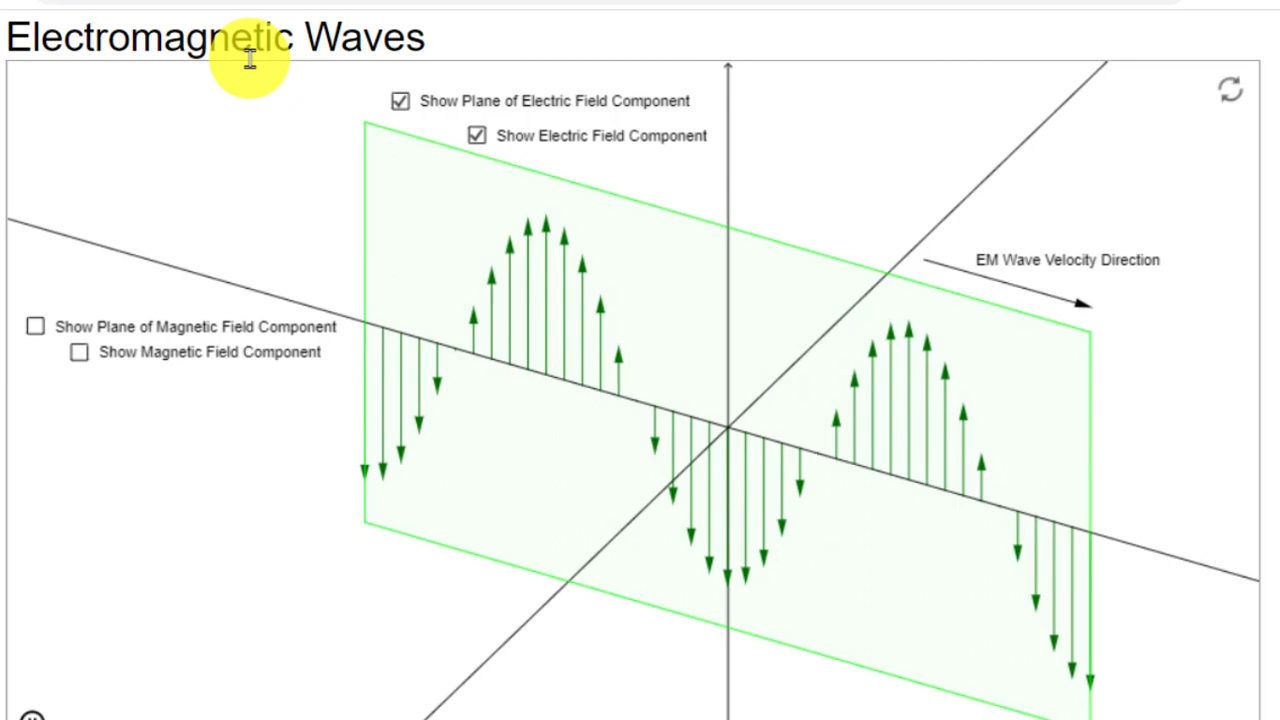 Electromagnetic Waves
Show Plane of Electric Field Component
Show Electric Field Component
EM Wave Velocity Direction
Show Plane of Magnetic Field Component
Show Magnetic Field Component